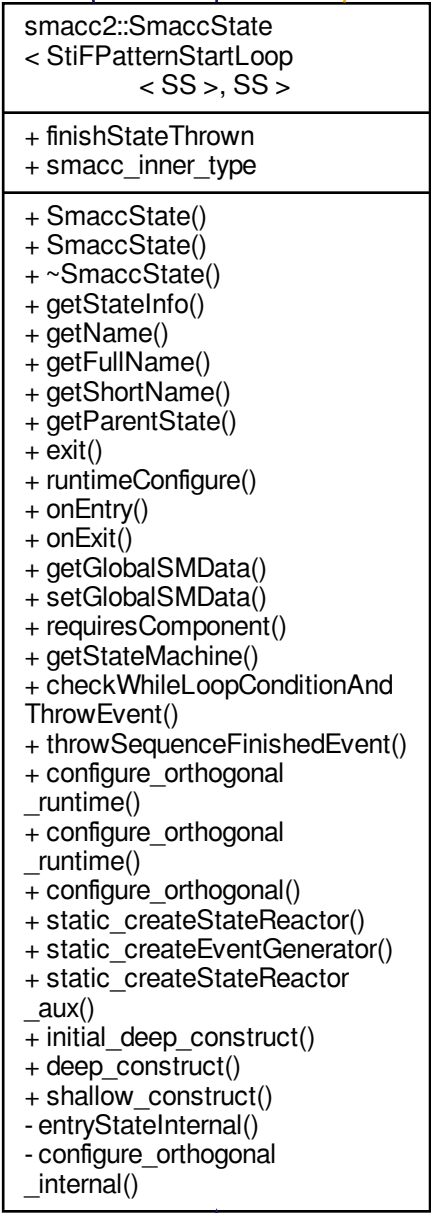 smacc2::SmaccState
< StiFPatternStartLoop
< SS >, SS >
+ finishStateThrown
+ smacc_inner_type
+ SmaccState()
+ SmaccState()
+ ~SmaccState()
+ getStateInfo()
+ getName()
+ getFullName()
+ getShortName()
+ getParentState()
+ exit()
+ runtimeConfigure()
+ onEntry()
+ onExit()
+ getGlobalSMData()
+ setGlobalSMData()
+ requiresComponent()
+ getStateMachine()
+ checkWhileLoopConditionAnd
ThrowEvent()
+ throwSequenceFinishedEvent()
+ configure_orthogonal
_runtime()
+ configure_orthogonal
_runtime()
+ configure_orthogonal()
+ static_createStateReactor()
+ static_createEventGenerator()
+ static_createStateReactor
_aux()
+ initial_deep_construct()
+ deep_construct()
+ shallow_construct()
- entryStateInternal()
- configure_orthogonal
_internal()